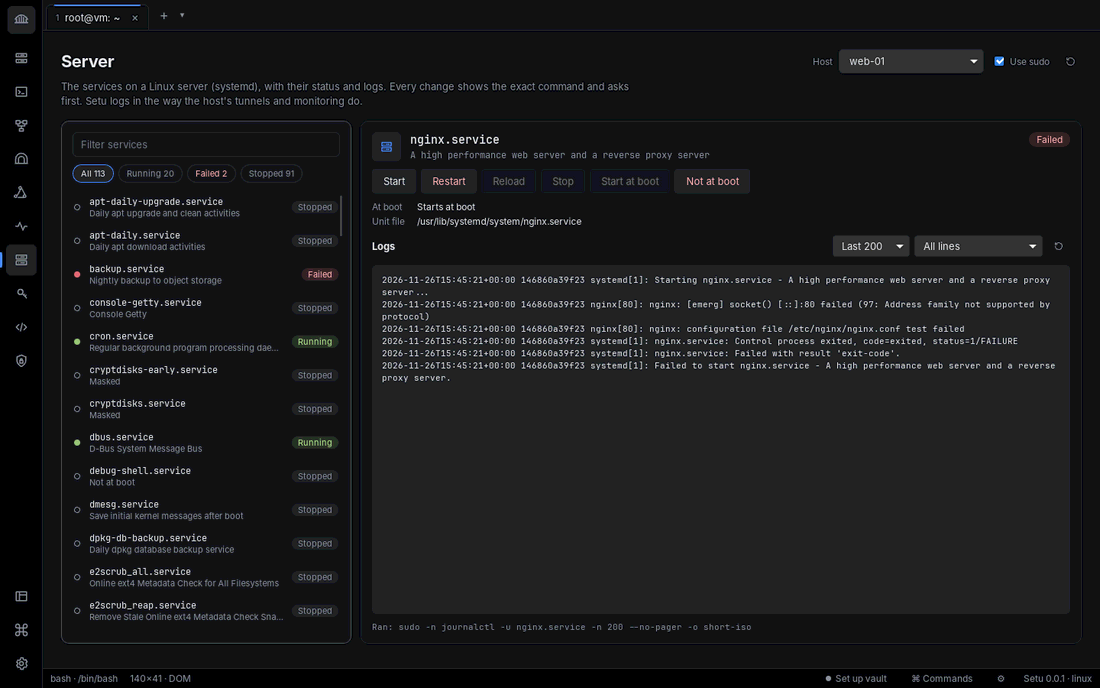 1 root@vm: ~ × + ▾
Server
Host web-01 Use sudo
The services on a Linux server (systemd), with their status and logs. Every change shows the exact command and asks
first. Setu logs in the way the host's tunnels and monitoring do.
Filter services
All 113 Running 20 Failed 2 Stopped 91
apt-daily-upgrade.service
Daily apt upgrade and clean activities
Stopped
apt-daily.service
Daily apt download activities
Stopped
backup.service
Nightly backup to object storage
Failed
console-getty.service
Console Getty
Stopped
cron.service
Regular background program processing dae...
Running
cryptdisks-early.service
Masked
Stopped
cryptdisks.service
Masked
Stopped
dbus.service
D-Bus System Message Bus
Running
debug-shell.service
Not at boot
Stopped
dmesg.service
Save initial kernel messages after boot
Stopped
dpkg-db-backup.service
Daily dpkg database backup service
Stopped
e2scrub_all.service
Online ext4 Metadata Check for All Filesystems
Stopped
e2scrub_reap.service
Remove Stale Online ext4 Metadata Check Sna...
Stopped
nginx.service
A high performance web server and a reverse proxy server
Failed
Start Restart Reload Stop Start at boot Not at boot
At boot Starts at boot
Unit file /usr/lib/systemd/system/nginx.service
Logs Last 200 All lines
2026-11-26T15:45:21+00:00 146860a39f23 systemd[1]: Starting nginx.service - A high performance web server and a reverse proxy
server...
2026-11-26T15:45:21+00:00 146860a39f23 nginx[80]: nginx: [emerg] socket() [::]:80 failed (97: Address family not supported by
protocol)
2026-11-26T15:45:21+00:00 146860a39f23 nginx[80]: nginx: configuration file /etc/nginx/nginx.conf test failed
2026-11-26T15:45:21+00:00 146860a39f23 systemd[1]: nginx.service: Control process exited, code=exited, status=1/FAILURE
2026-11-26T15:45:21+00:00 146860a39f23 systemd[1]: nginx.service: Failed with result 'exit-code'.
2026-11-26T15:45:21+00:00 146860a39f23 systemd[1]: Failed to start nginx.service - A high performance web server and a reverse
proxy server.
Ran: sudo -n journalctl -u nginx.service -n 200 --no-pager -o short-iso
bash · /bin/bash 140×41 · DOM Set up vault ⌘ Commands Setu 0.0.1 · linux